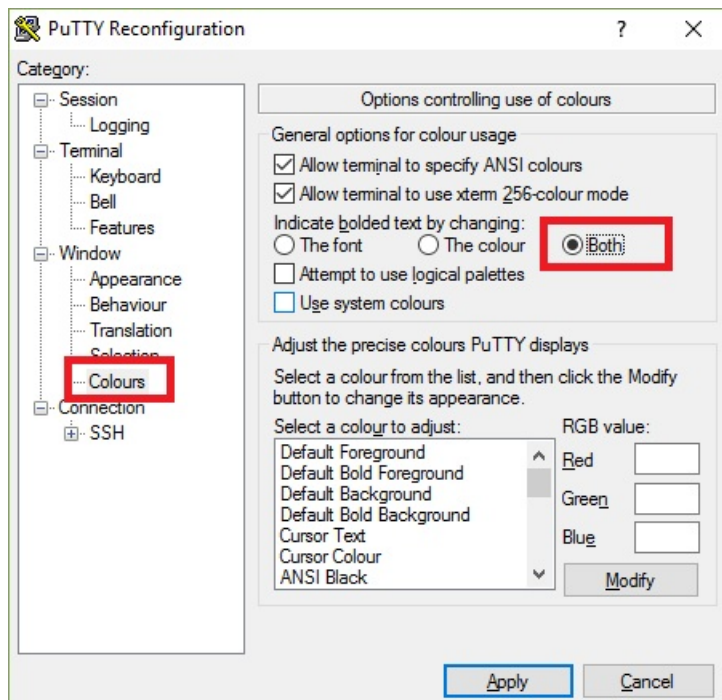 PuTTY Reconfiguration
?
Category:
Session
Logging
Terminal
Keyboard
Bell
Features
Window
Appearance
Behaviour
Translation
Selection
Colours
Connection
SSH
Options controlling use of colours
General options for colour usage
Allow terminal to specify ANSI colours
Allow terminal to use xterm 256-colour mode
Indicate bolded text by changing:
The font The colour Both
Attempt to use logical palettes
Use system colours
Adjust the precise colours PuTTY displays
Select a colour from the list, and then click the Modify
button to change its appearance.
Select a colour to adjust: RGB value:
Default Foreground
Default Bold Foreground
Default Background
Default Bold Background
Cursor Text
Cursor Colour
ANSI Black
Red
Green
Blue
Modify
Apply Cancel